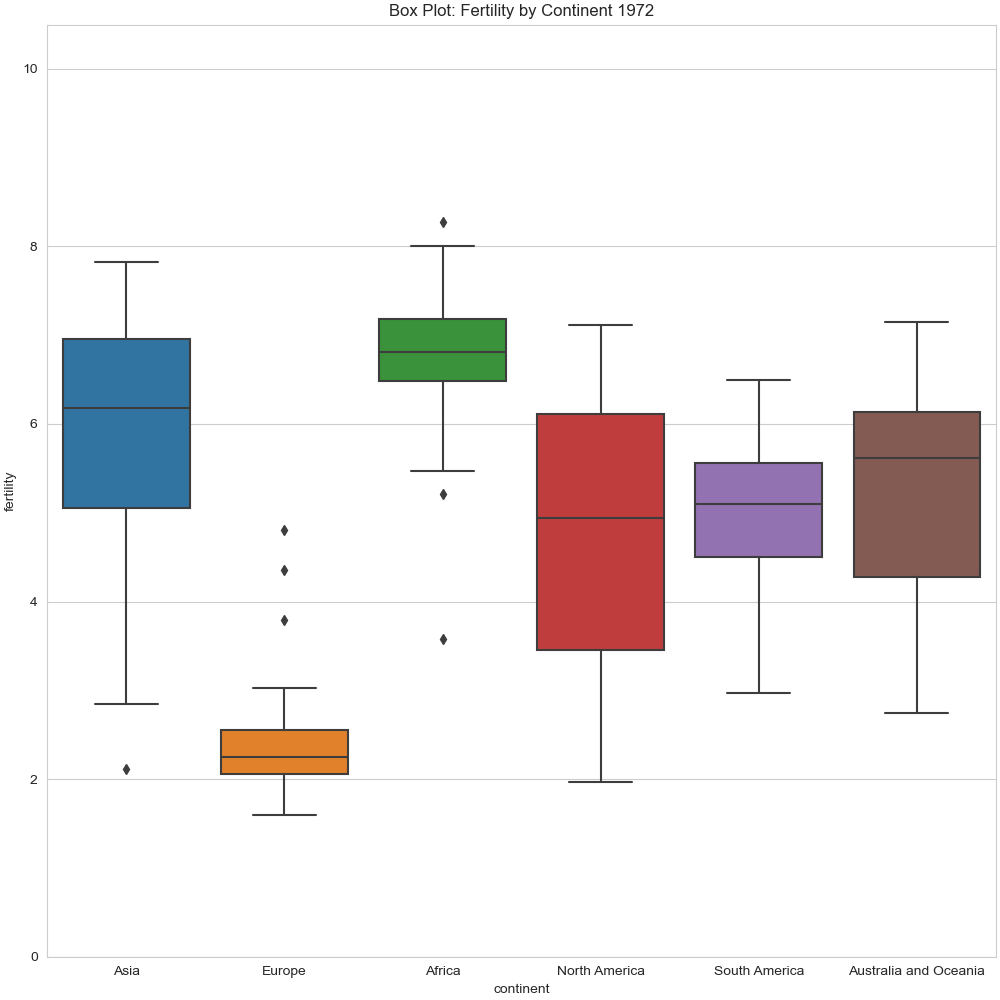 Box Plot: Fertility by Continent 1972
10
8
6
4
2
0
fertility
Asia
Europe
Africa
North America
South America
Australia and Oceania
continent